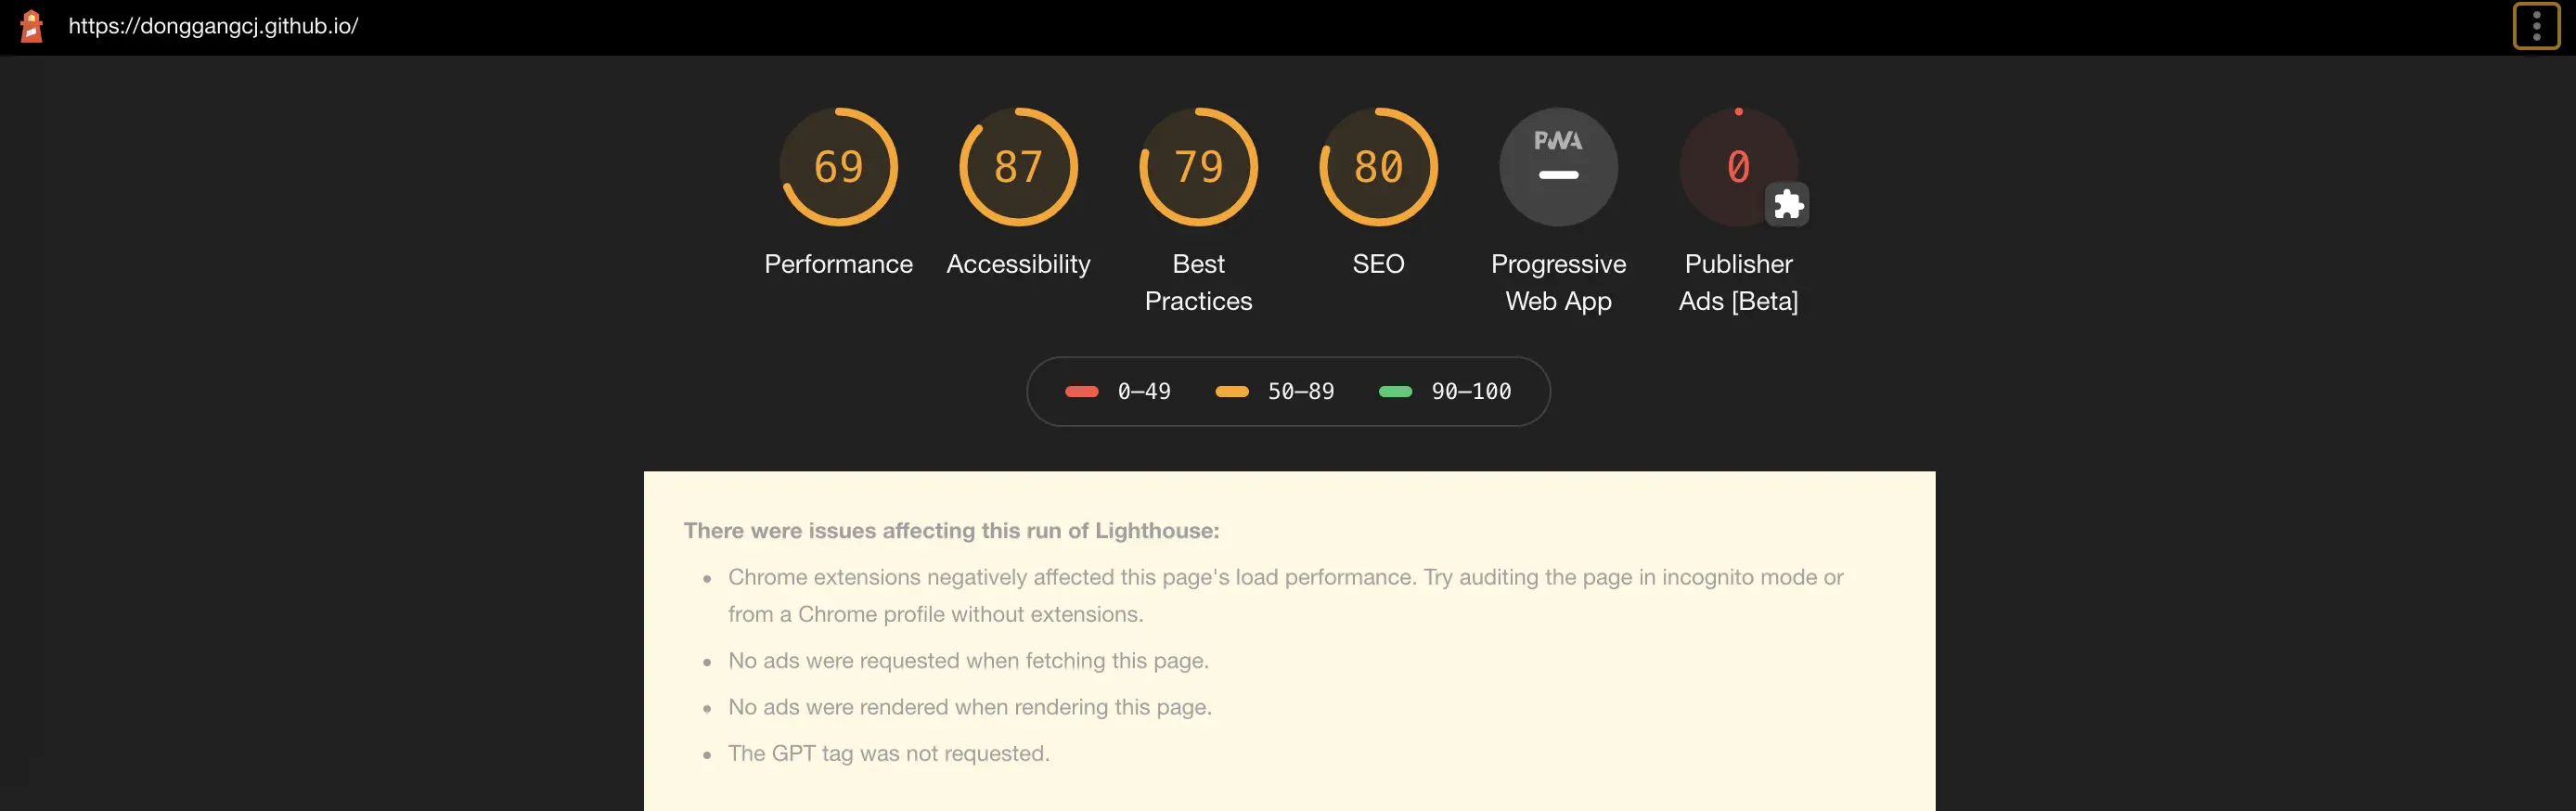 https://donggangcj.github.io/
69
87
79
80
PWA
0
Performance
Accessibility
Best
Practices
SEO
Progressive
Web App
Publisher
Ads [Beta]
0–49
50–89
90–100
There were issues affecting this run of Lighthouse:
Chrome extensions negatively affected this page's load performance. Try auditing the page in incognito mode or
from a Chrome profile without extensions.
No ads were requested when fetching this page.
No ads were rendered when rendering this page.
The GPT tag was not requested.